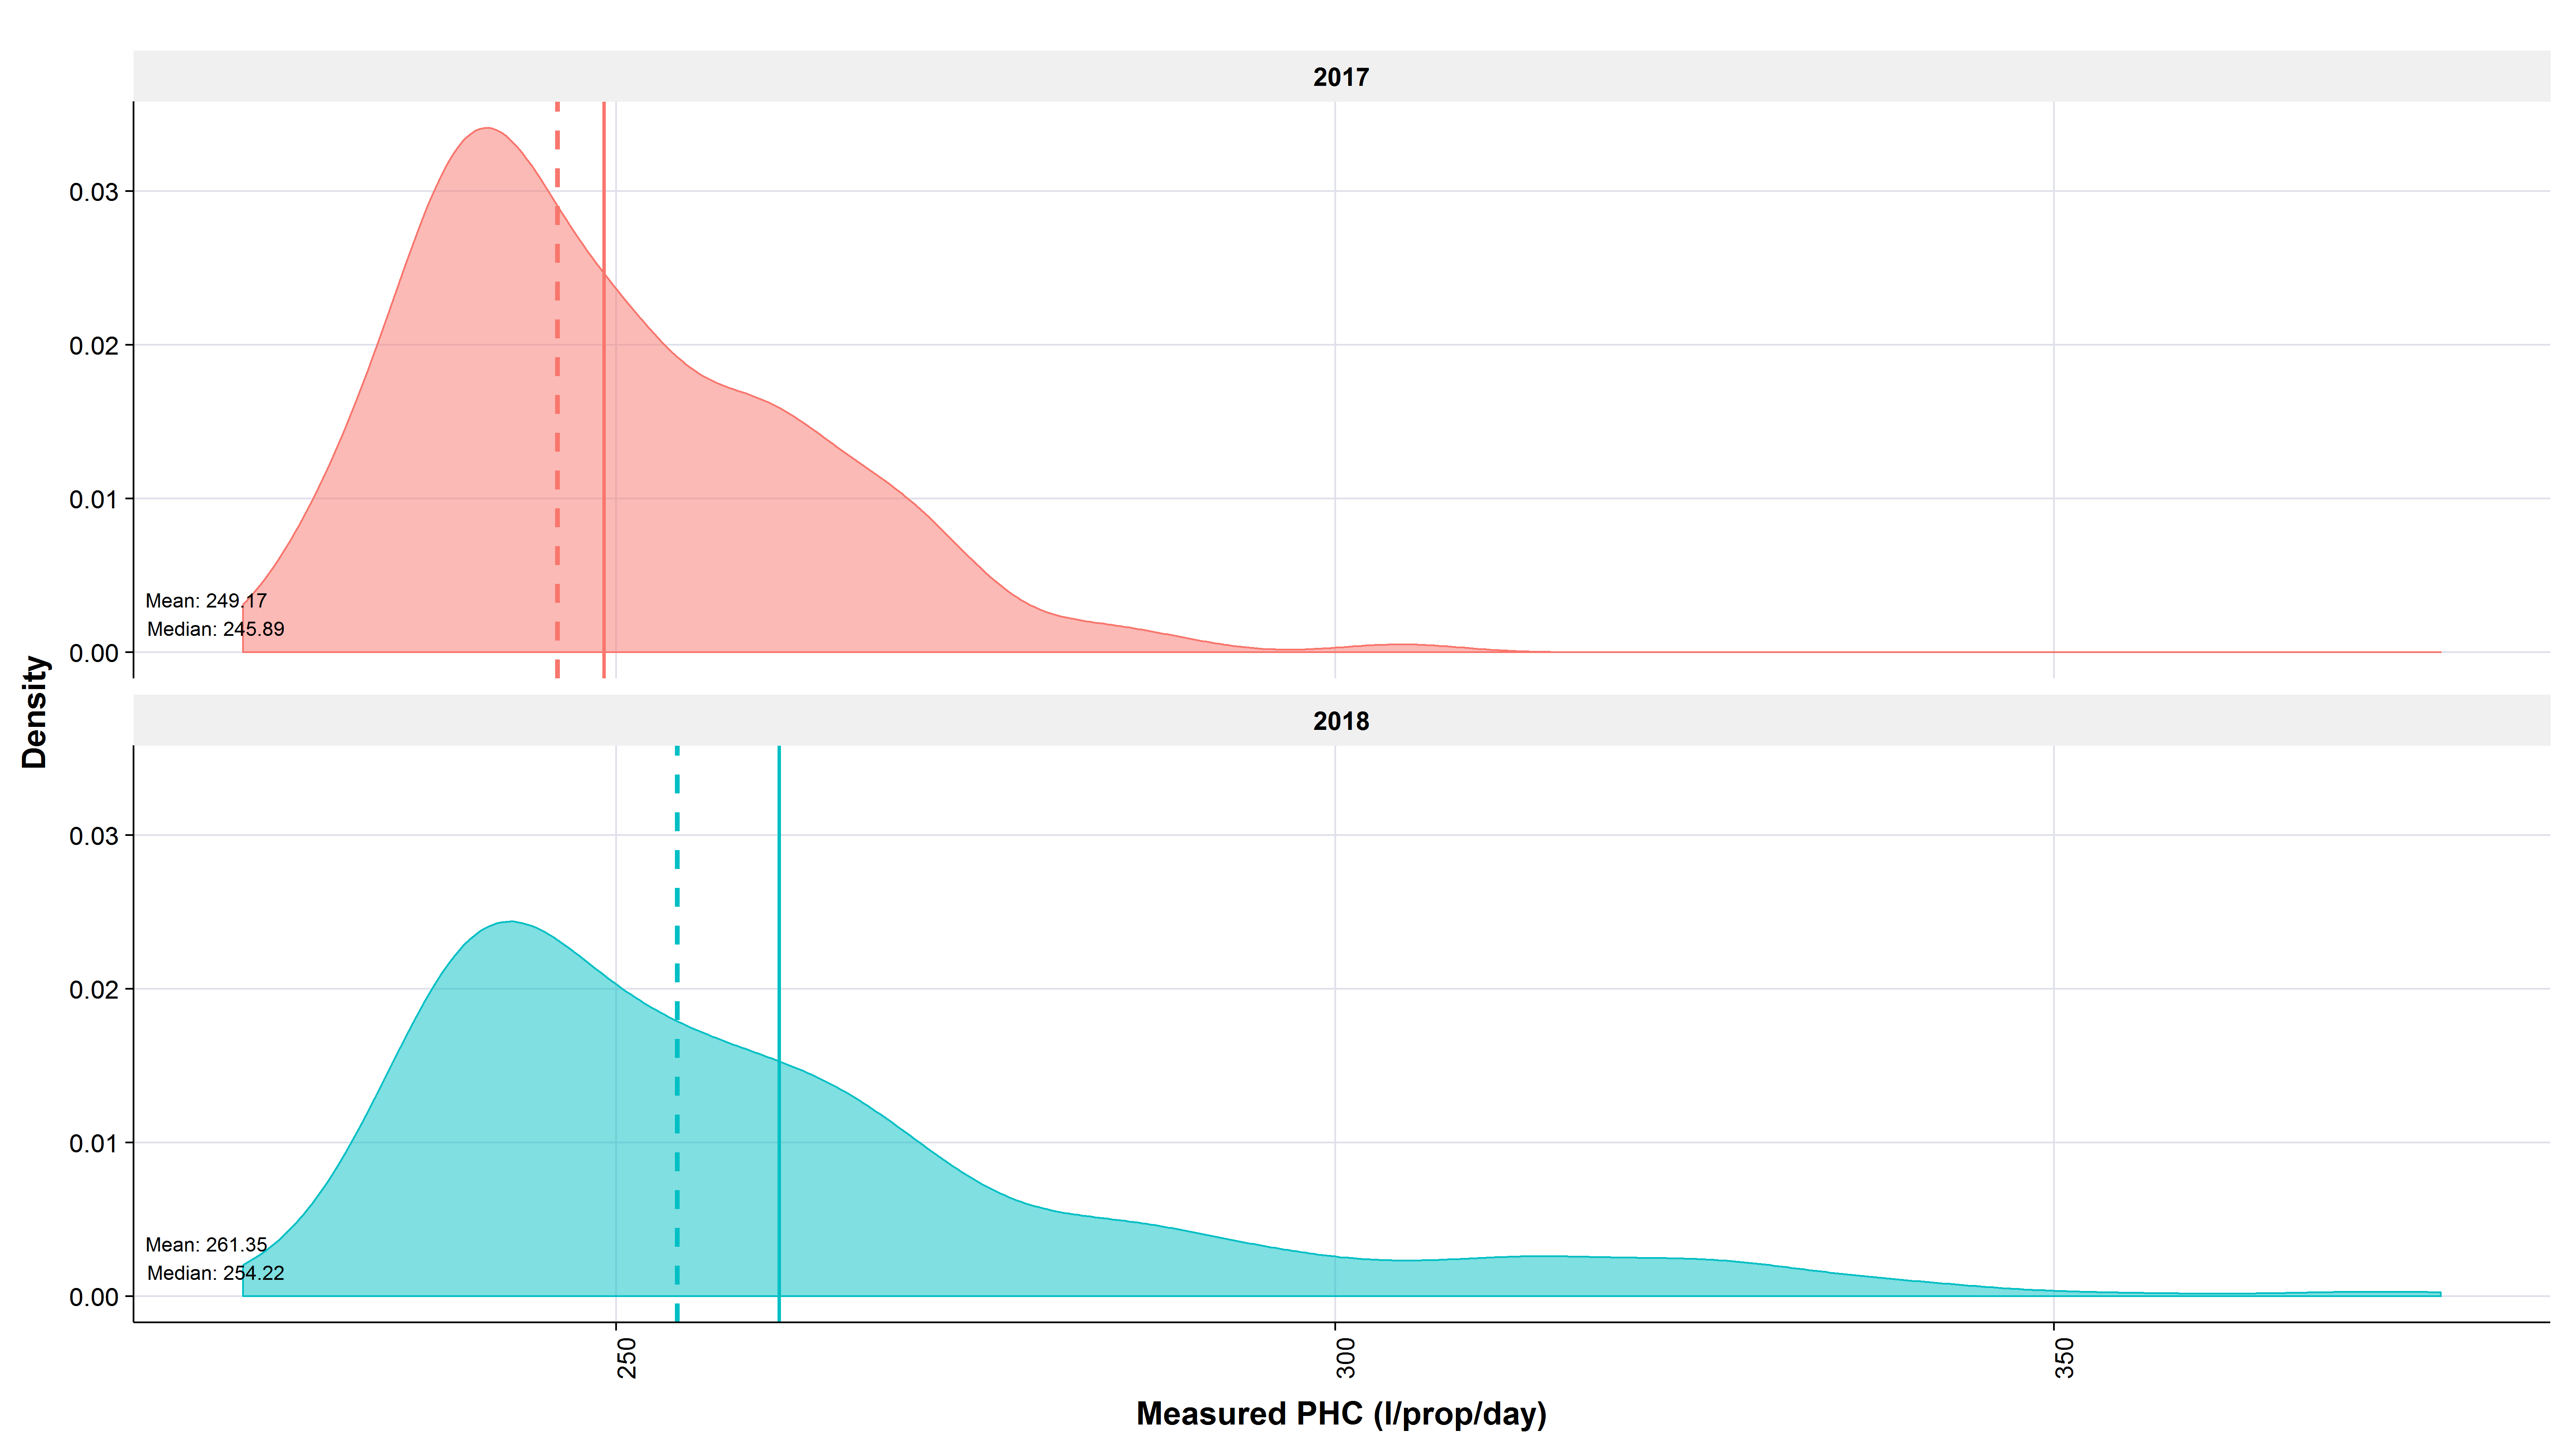 2017
0.03
0.02
0.01
0.00
Mean: 249.17
Median: 245.89
Density
2018
0.03
0.02
0.01
0.00
Mean: 261.35
Median: 254.22
250
300
350
Measured PHC (l/prop/day)